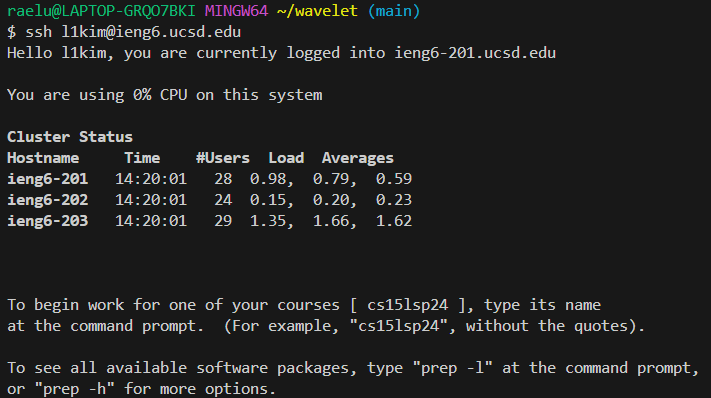 raelu@LAPTOP-GRQO7BKI MINGW64 ~/wavelet (main)
$ ssh l1kim@ieng6.ucsd.edu
Hello l1kim, you are currently logged into ieng6-201.ucsd.edu
You are using 0% CPU on this system
Cluster Status
Hostname     Time    #Users  Load  Averages
ieng6-201   14:20:01   28  0.98,  0.79,  0.59
ieng6-202   14:20:01   24  0.15,  0.20,  0.23
ieng6-203   14:20:01   29  1.35,  1.66,  1.62
To begin work for one of your courses [ cs15lsp24 ], type its name
at the command prompt.  (For example, "cs15lsp24", without the quotes).
To see all available software packages, type "prep -l" at the command prompt,
or "prep -h" for more options.